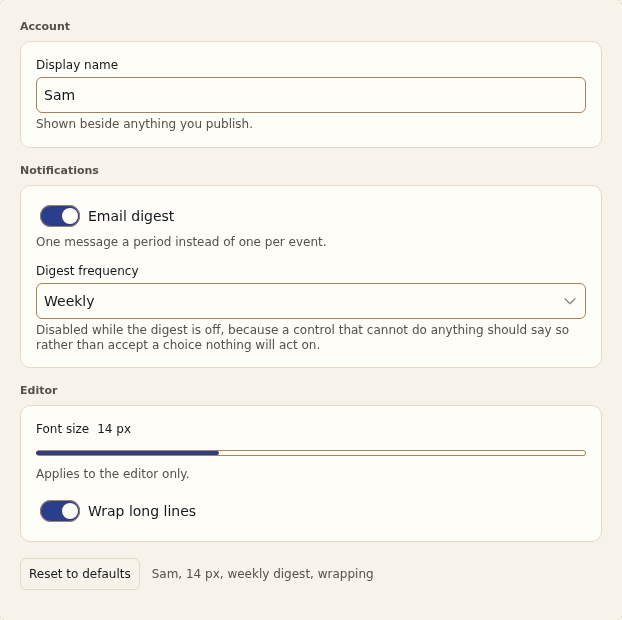 Account
Display name
Sam
Shown beside anything you publish.
Notifications
Email digest
One message a period instead of one per event.
Digest frequency
Weekly
Disabled while the digest is off, because a control that cannot do anything should say so
rather than accept a choice nothing will act on.
Editor
Font size 14 px
Applies to the editor only.
Wrap long lines
Reset to defaults Sam, 14 px, weekly digest, wrapping